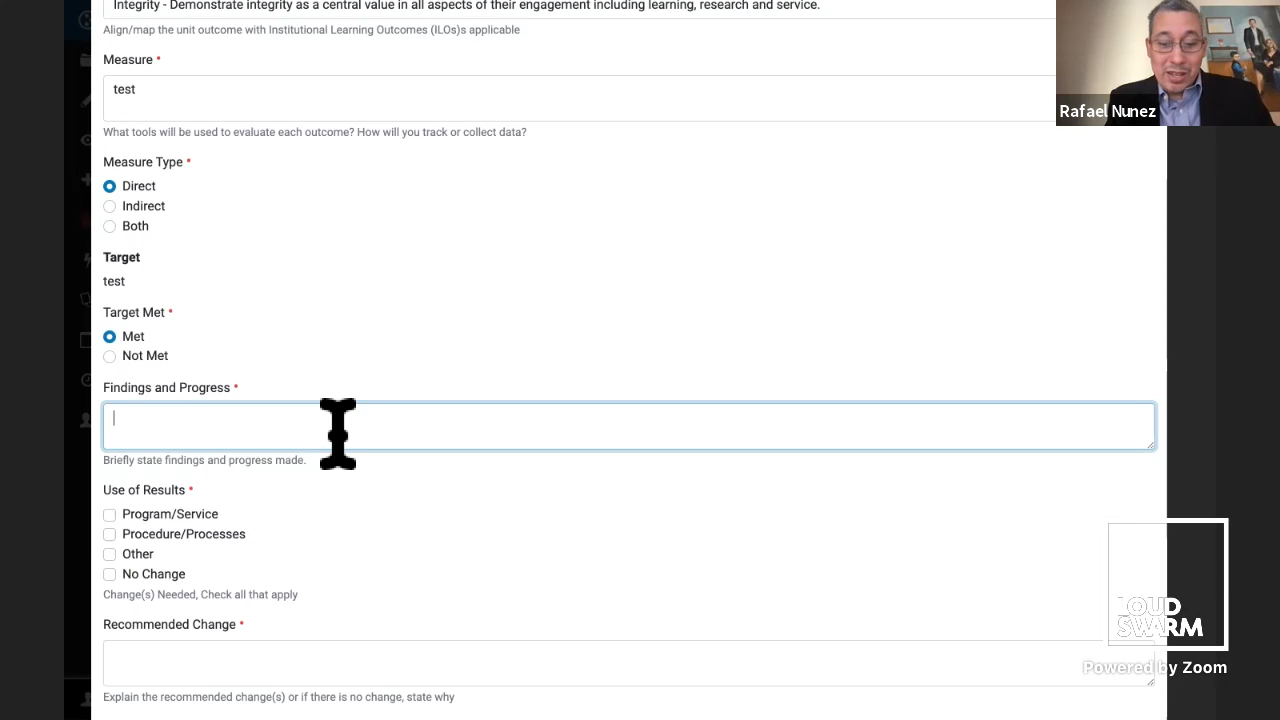 Integrity - Demonstrate integrity as a central value in all aspects of their engagement including learning, research and service.
Align/map the unit outcome with Institutional Learning Outcomes (ILO)s applicable
Measure *
test
What tools will be used to evaluate each outcome? How will you track or collect data?
Measure Type *
Direct
Indirect
Both
Target
test
Target Met *
Met
Not Met
Findings and Progress *
Briefly state findings and progress made.
Use of Results *
Program/Service
Procedure/Processes
Other
No Change
Change(s) Needed, Check all that apply
Recommended Change *
Explain the recommended change(s) or if there is no change, state why
Rafael Nunez
LOUD
SWARM
Powered by Zoom